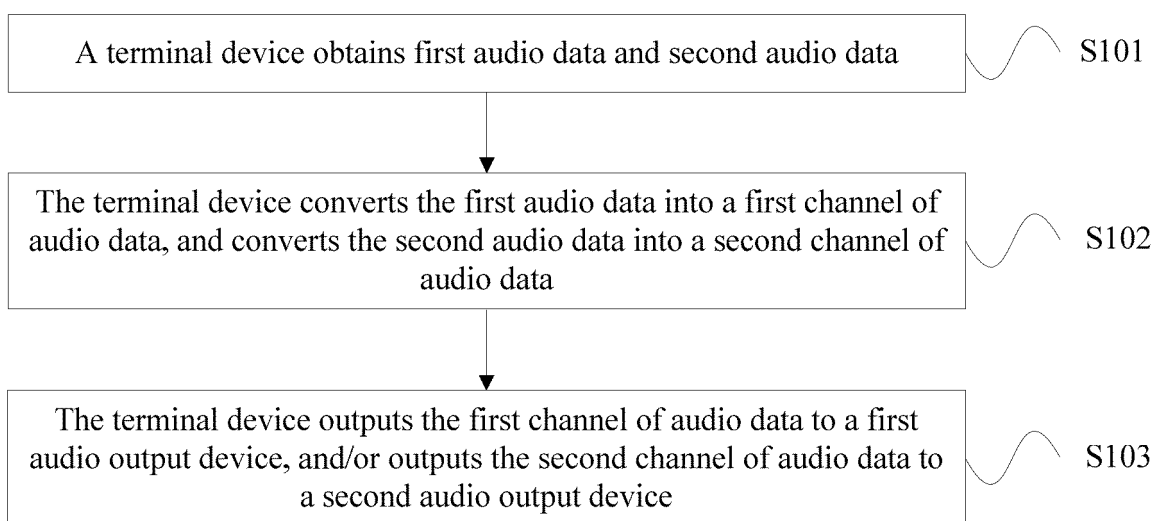 A terminal device obtains first audio data and second audio data
S101
The terminal device converts the first audio data into a first channel of
audio data, and converts the second audio data into a second channel of
audio data
S102
The terminal device outputs the first channel of audio data to a first
audio output device, and/or outputs the second channel of audio data to
a second audio output device
S103